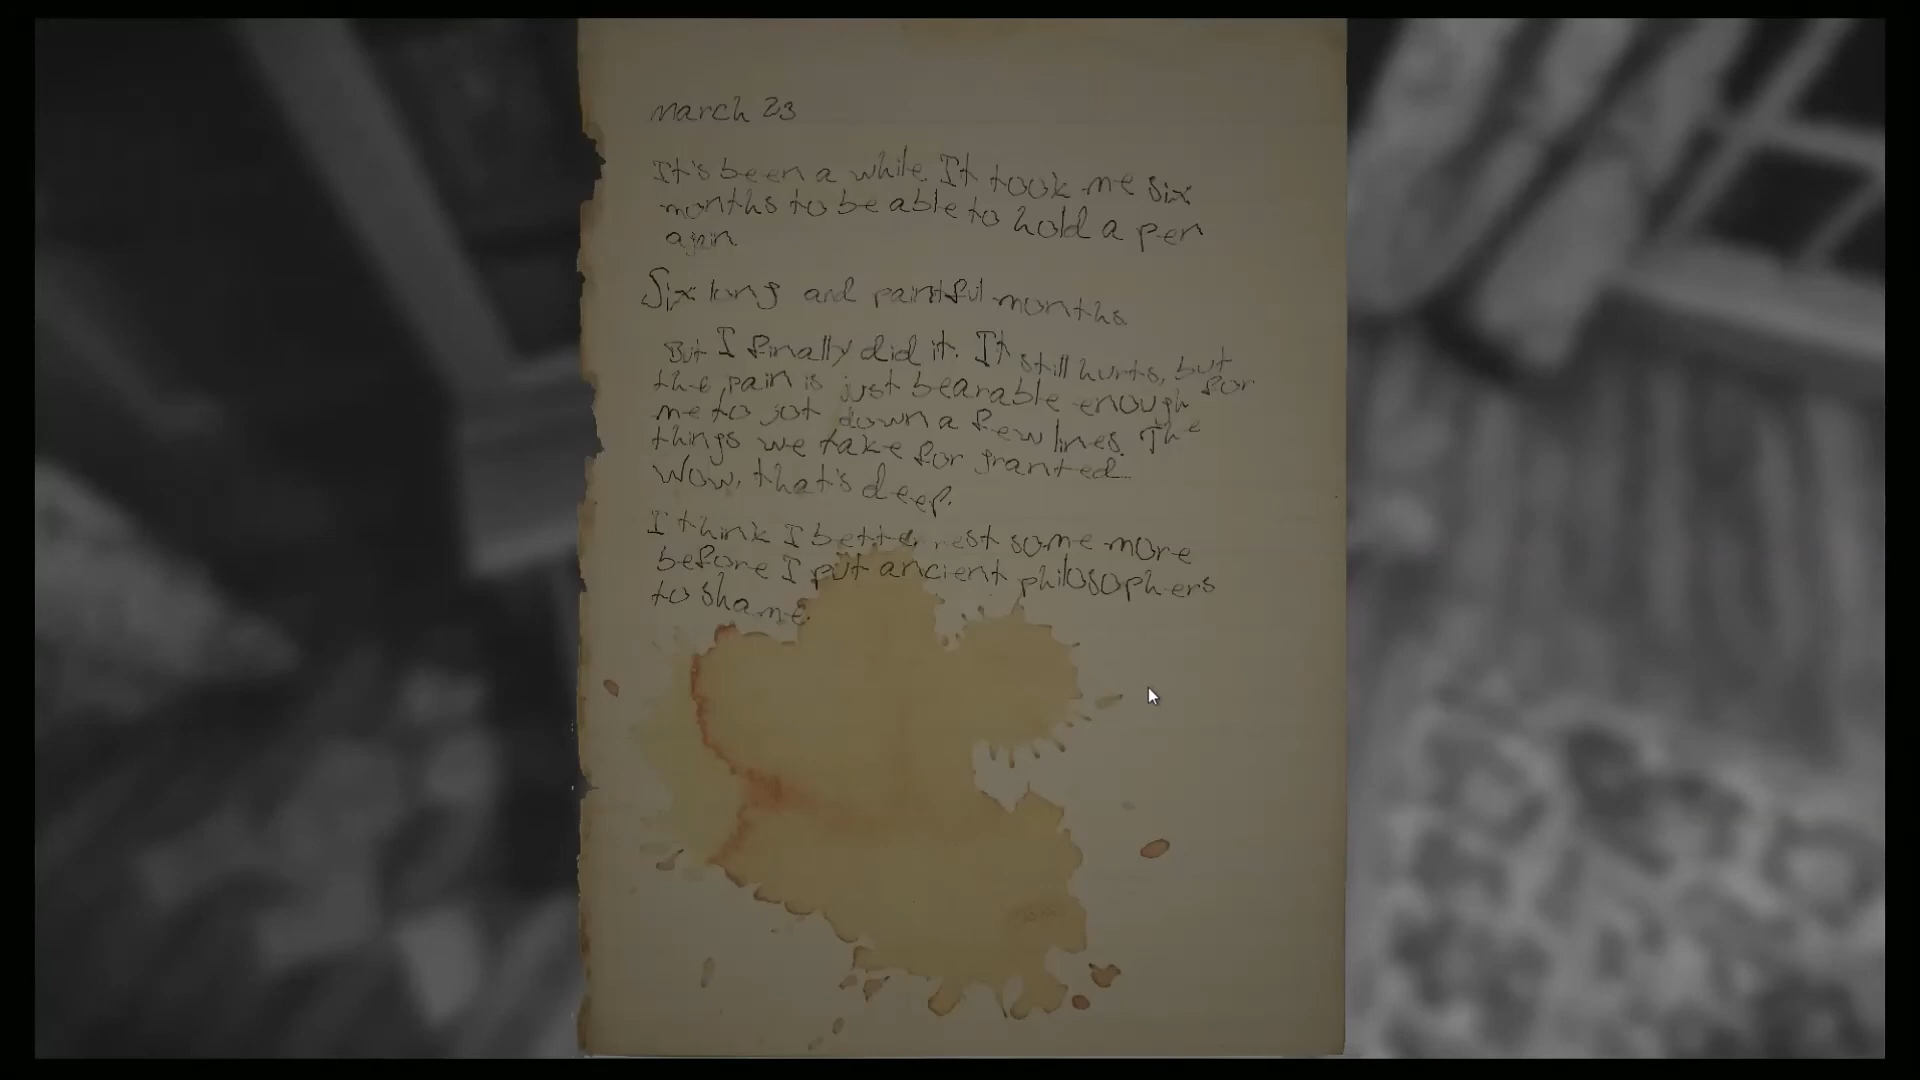 March 23
It's been a while. It took me six
months to be able to hold a pen
again.
Six long and painful months.
But I finally did it. It still hurts, but
the pain is just bearable enough for
me to jot down a few lines. The
things we take for granted...
Wow, that's deep.
I think I better rest some more
before I put ancient philosophers
to shame.